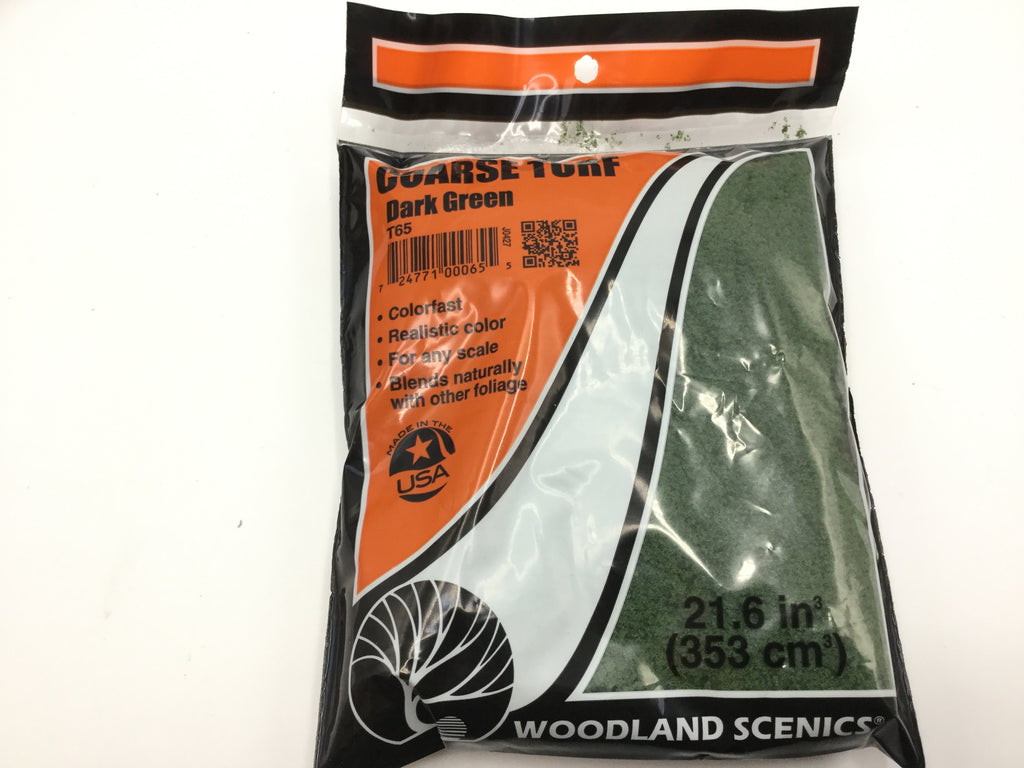 COARSE TURF
Dark Green
T65
J0427
7 24771 00065 5
• Colorfast
• Realistic color
• For any scale
• Blends naturally
with other foliage
MADE IN THE
USA
21.6 in³
(353 cm³)
WOODLAND SCENICS®